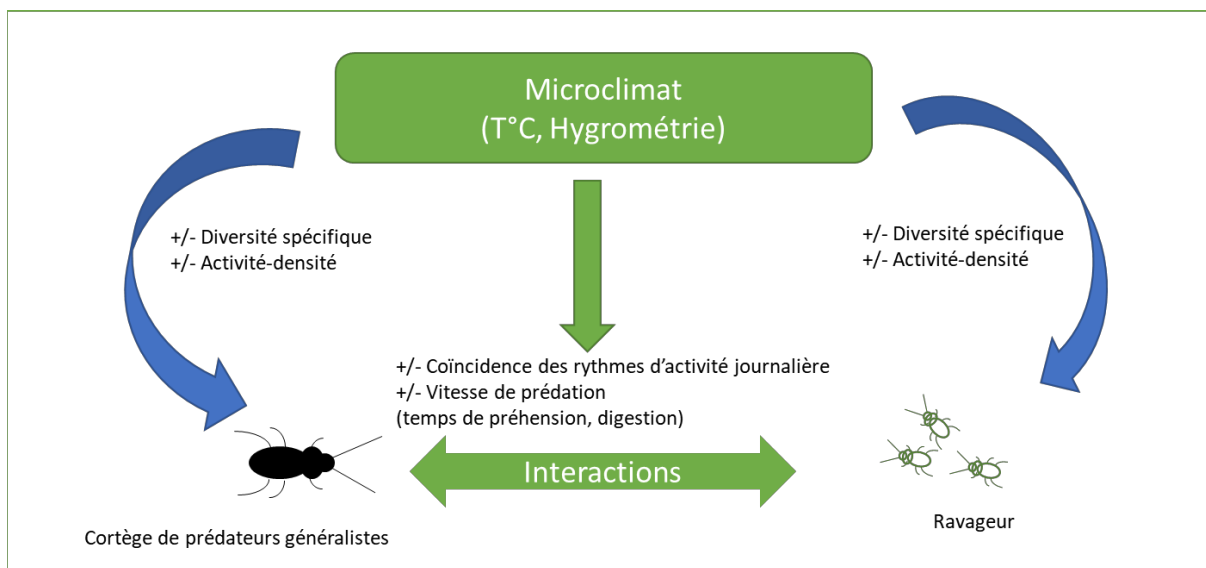 Microclimat
(T°C, Hygrométrie)
+/- Diversité spécifique
+/- Activité-densité
+/- Diversité spécifique
+/- Activité-densité
+/- Coïncidence des rythmes d’activité journalière
+/- Vitesse de prédation
(temps de préhension, digestion)
Interactions
Cortège de prédateurs généralistes
Ravageur